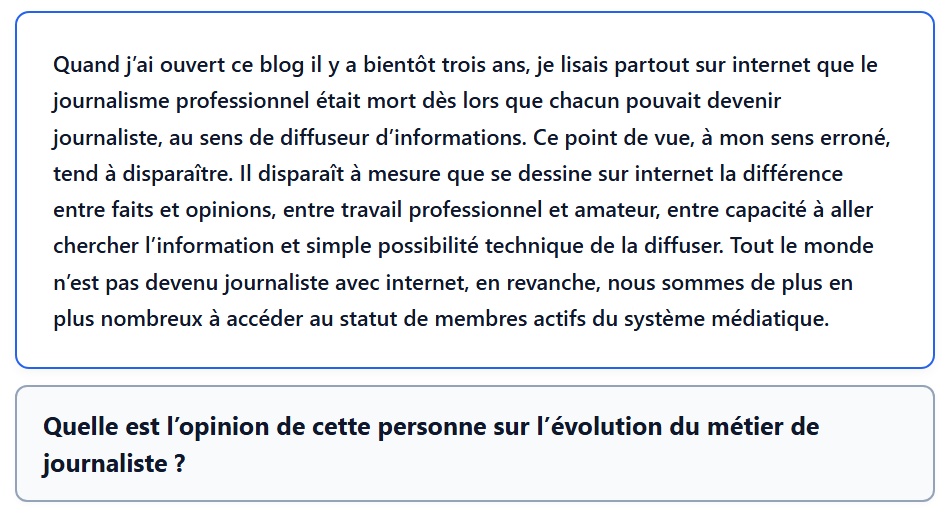 Quand j’ai ouvert ce blog il y a bientôt trois ans, je lisais partout sur internet que le
journalisme professionnel était mort dès lors que chacun pouvait devenir
journaliste, au sens de diffuseur d’informations. Ce point de vue, à mon sens erroné,
tend à disparaître. Il disparaît à mesure que se dessine sur internet la différence
entre faits et opinions, entre travail professionnel et amateur, entre capacité à aller
chercher l’information et simple possibilité technique de la diffuser. Tout le monde
n’est pas devenu journaliste avec internet, en revanche, nous sommes de plus en
plus nombreux à accéder au statut de membres actifs du système médiatique.
Quelle est l’opinion de cette personne sur l’évolution du métier de
journaliste ?